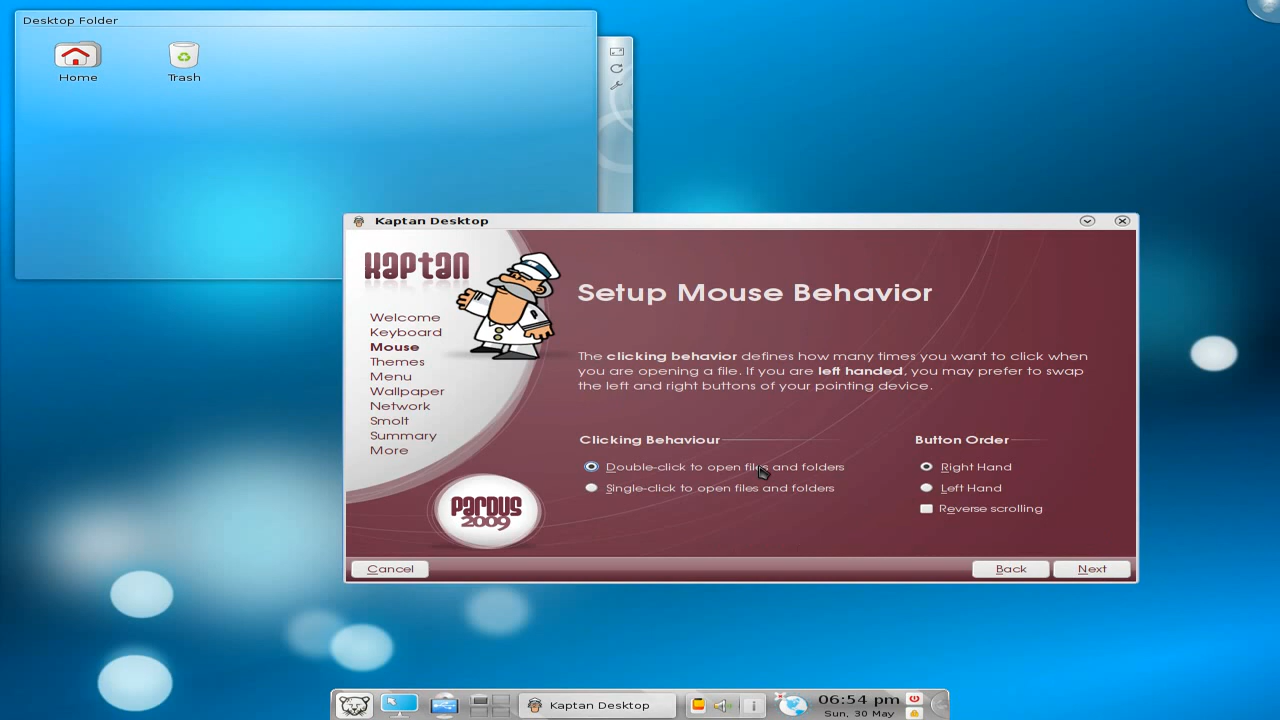 Desktop Folder
Home
Trash
Kaptan Desktop
Kaptan
Welcome
Keyboard
Mouse
Themes
Menu
Wallpaper
Network
Smolt
Summary
More
Pardus
2009
Setup Mouse Behavior
The clicking behavior defines how many times you want to click when
you are opening a file. If you are left handed, you may prefer to swap
the left and right buttons of your pointing device.
Clicking Behaviour
Double-click to open files and folders
Single-click to open files and folders
Button Order
Right Hand
Left Hand
Reverse scrolling
Cancel
Back
Next
Kaptan Desktop
i
06:54 pm
Sun, 30 May